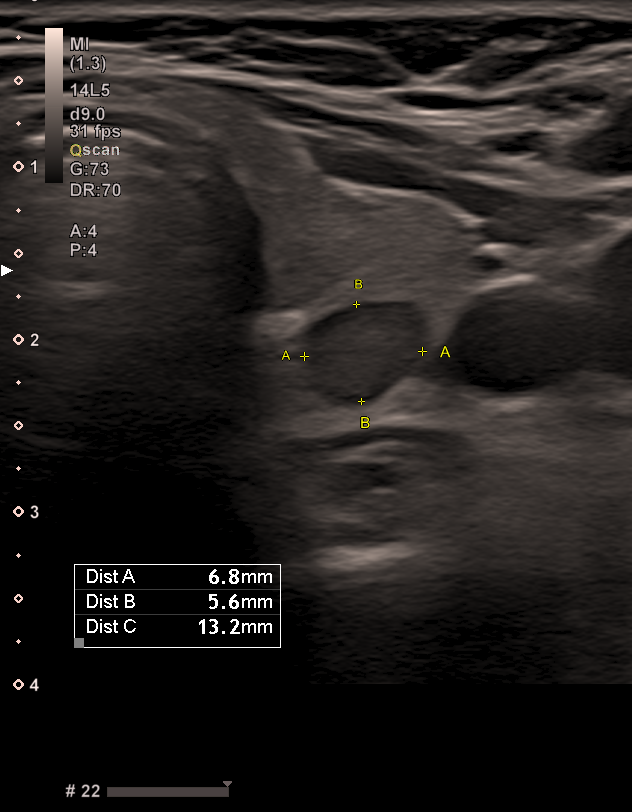 MI
(1.3)
14L5
d9.0
31 fps
Qscan
G:73
DR:70
A:4
P:4
1
B
2
A
A
B
3
Dist A 6.8mm
Dist B 5.6mm
Dist C 13.2mm
4
# 22